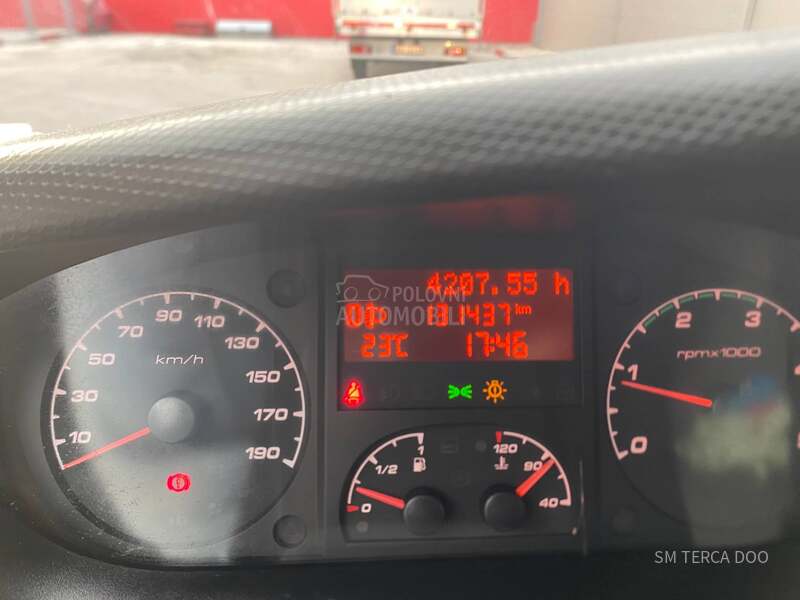 4207.55 h
POLOVNI
AUTOMOBILI
131437 km
23°C 17:46
10 30 50 70 90 110 130 150 170 190
km/h
0 1 2 3
rpmx1000
0 1/2 1
120 90 40
SM TERCA DOO